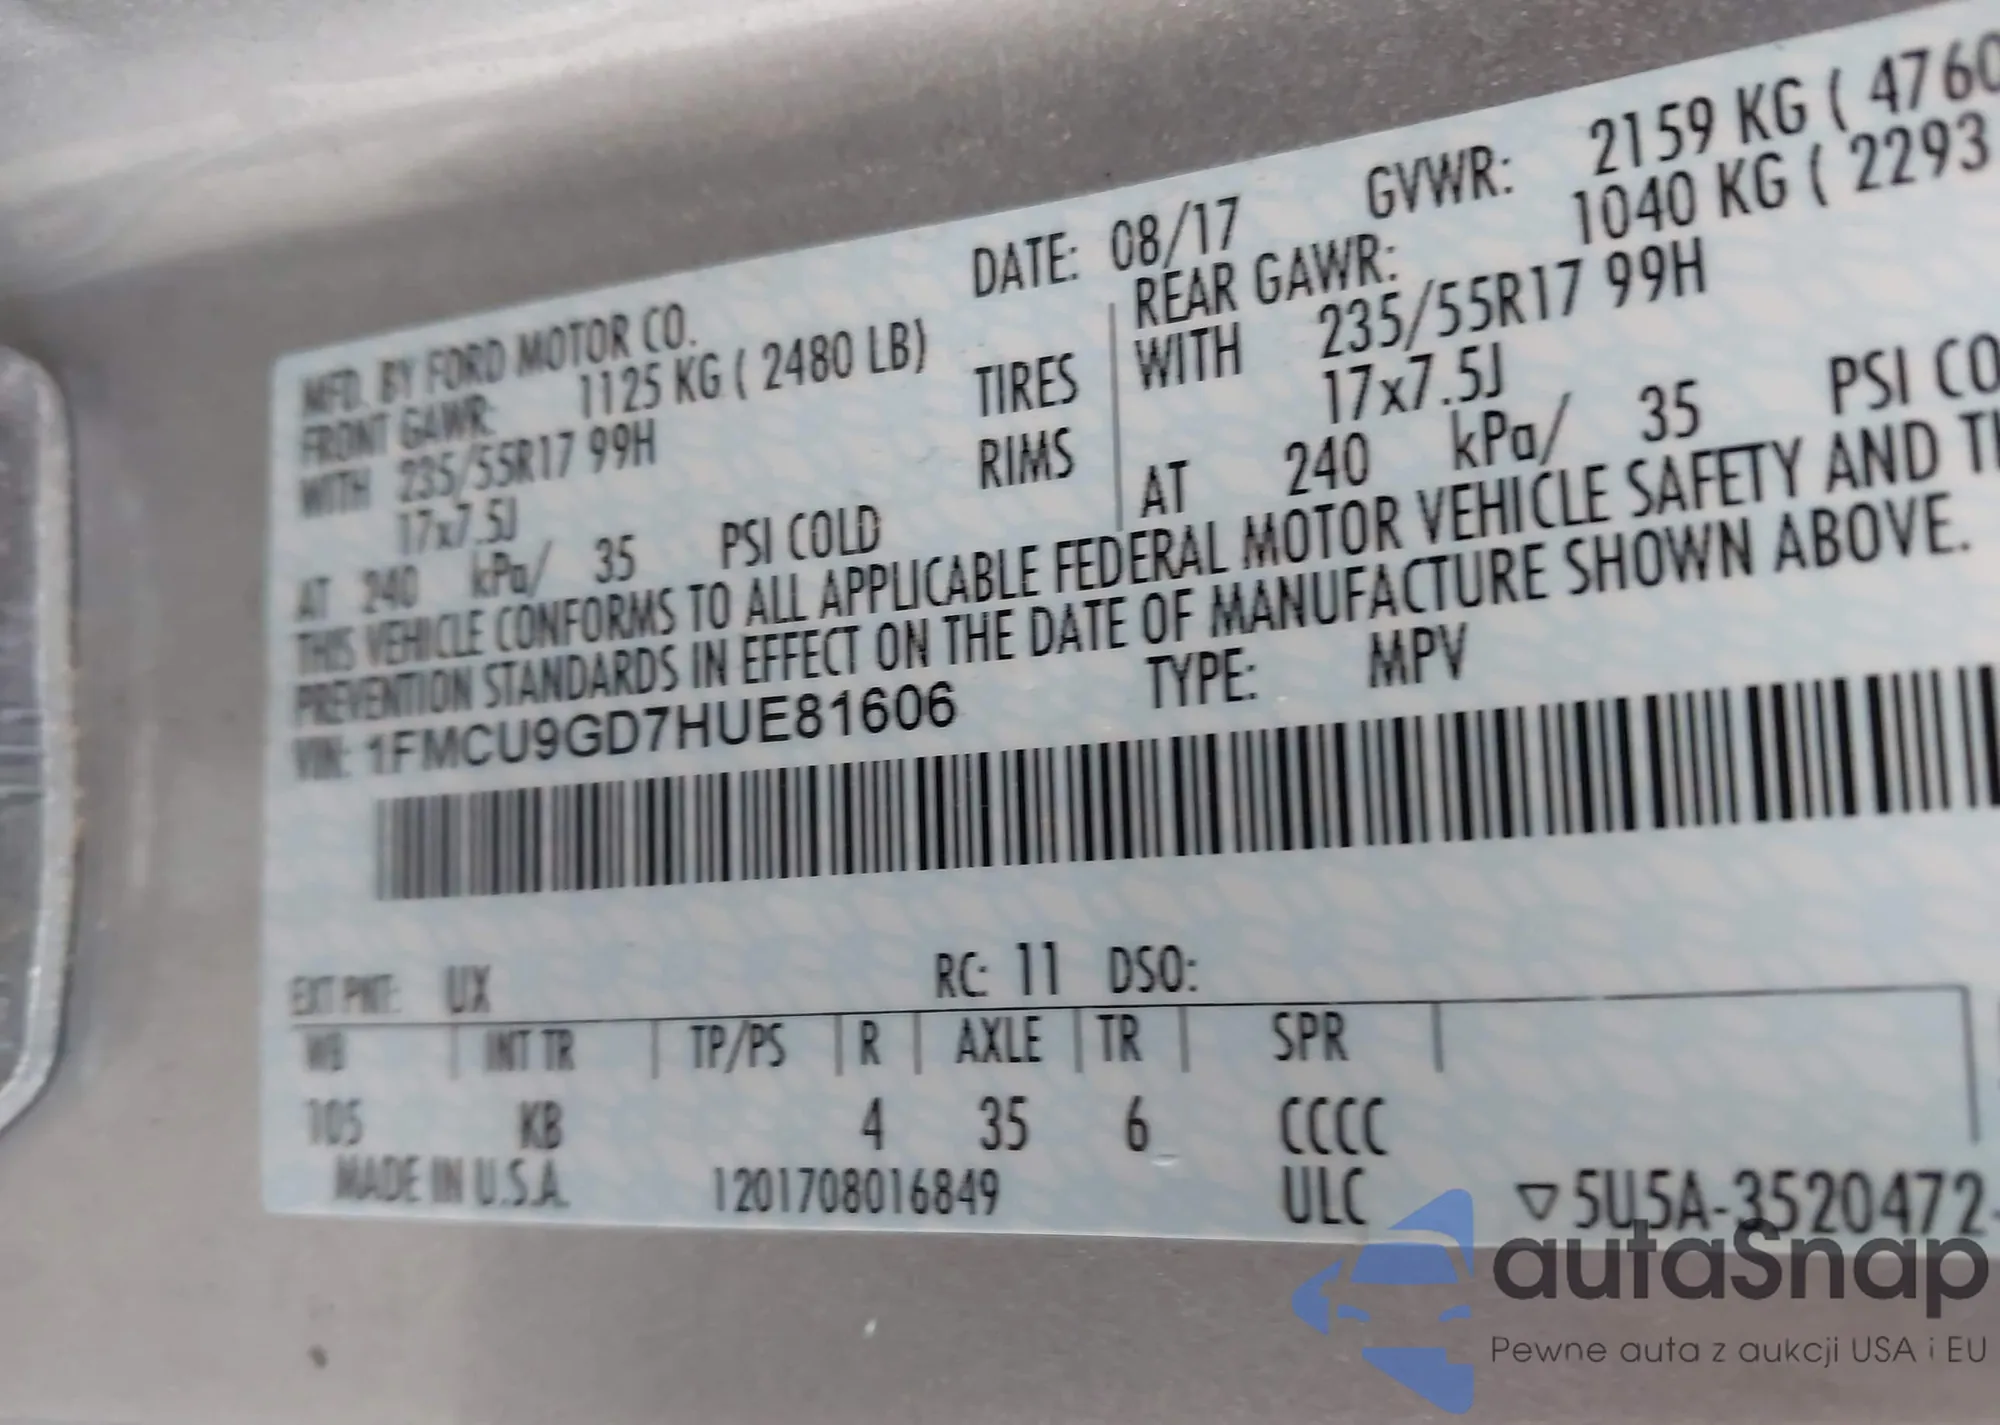 MFD. BY FORD MOTOR CO. DATE: 08/17 GVWR: 2159 KG ( 4760
FRONT GAWR: 1125 KG ( 2480 LB) REAR GAWR: 1040 KG ( 2293
WITH 235/55R17 99H TIRES WITH 235/55R17 99H
17x7.5J RIMS 17x7.5J
AT 240 kPa/ 35 PSI COLD AT 240 kPa/ 35 PSI CO
THIS VEHICLE CONFORMS TO ALL APPLICABLE FEDERAL MOTOR VEHICLE SAFETY AND TH
PREVENTION STANDARDS IN EFFECT ON THE DATE OF MANUFACTURE SHOWN ABOVE.
VIN: 1FMCU9GD7HUE81606 TYPE: MPV
EXT PNT: UX RC: 11 DSO:
WB INT TR TP/PS R AXLE TR SPR
105 KB 4 35 6 CCCC
MADE IN U.S.A. 1201708016849 ULC ▽5U5A-3520472-
autaSnap
Pewne auta z aukcji USA i EU